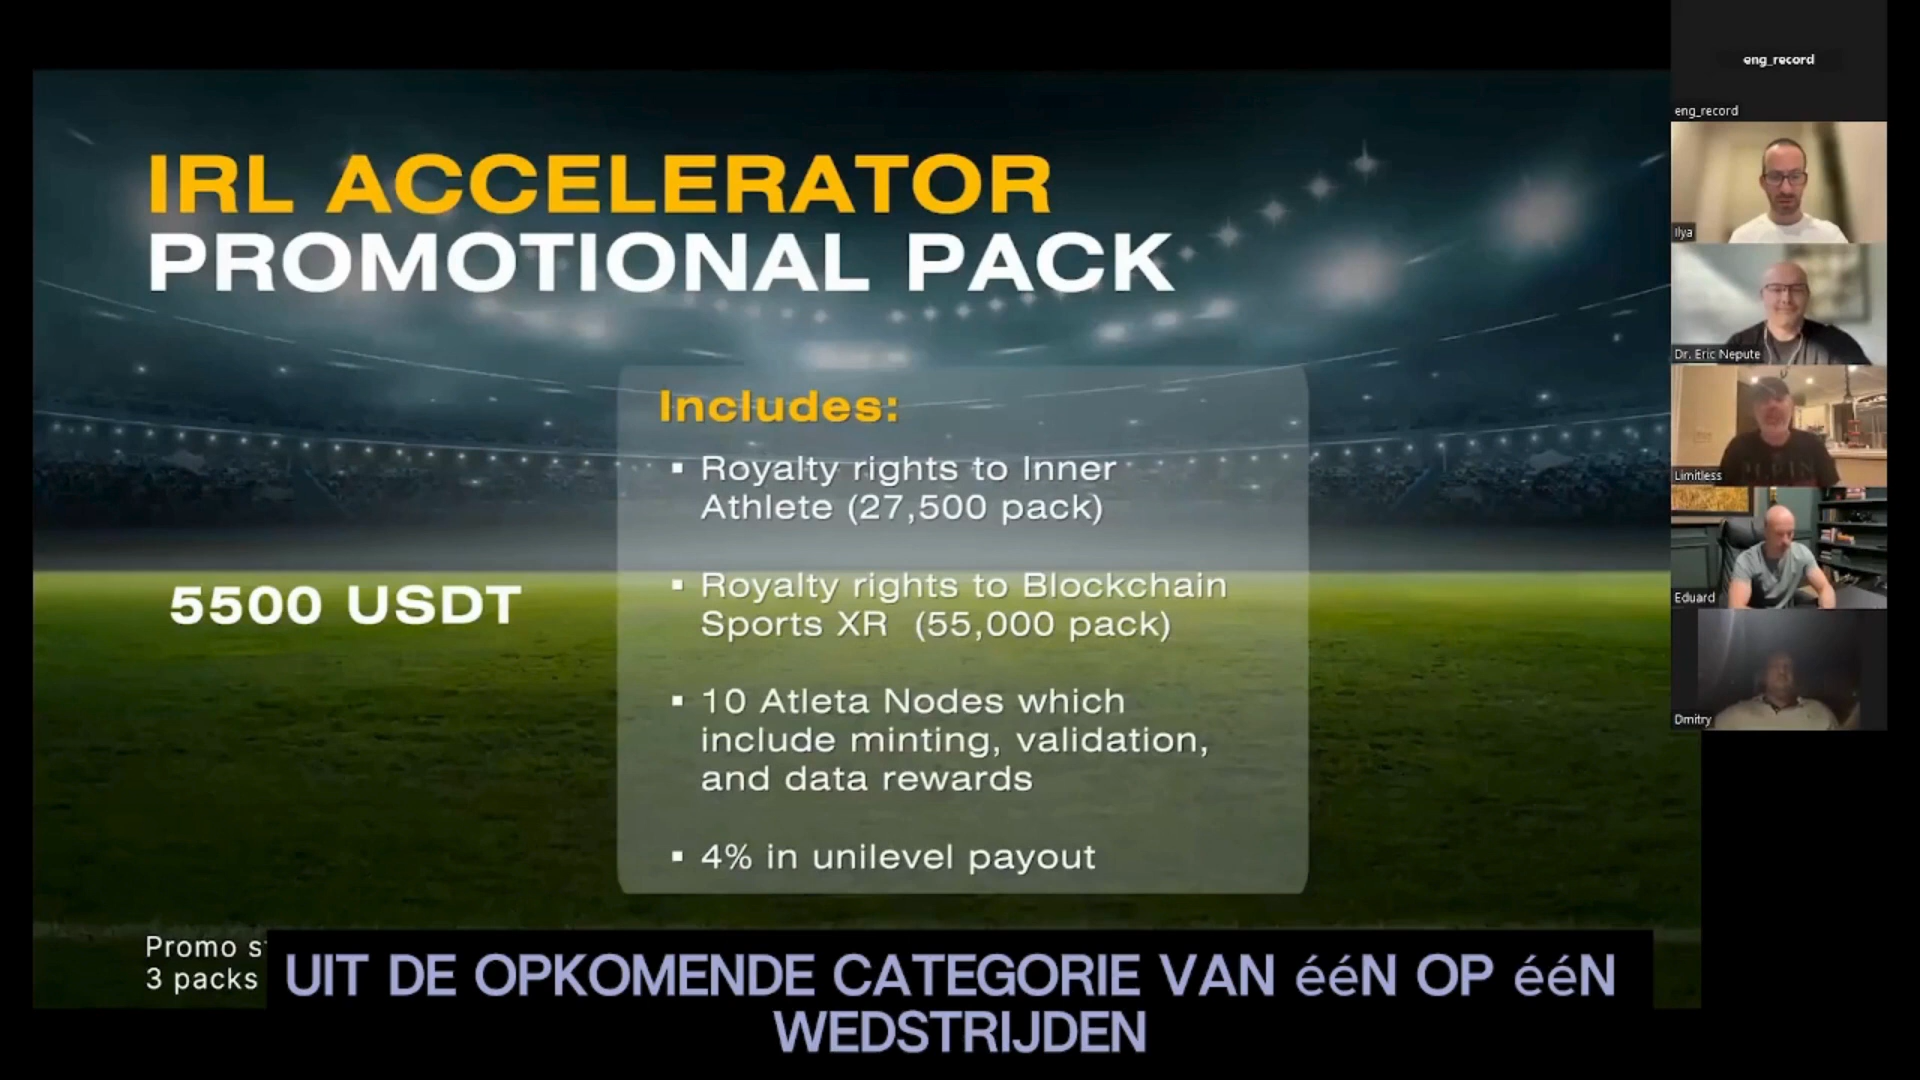 IRL ACCELERATOR
PROMOTIONAL PACK
Includes:
▪ Royalty rights to Inner
Athlete (27,500 pack)
▪ Royalty rights to Blockchain
Sports XR (55,000 pack)
▪ 10 Atleta Nodes which
include minting, validation,
and data rewards
▪ 4% in unilevel payout
5500 USDT
Promo
3 packs
UIT DE OPKOMENDE CATEGORIE VAN ééN OP ééN
WEDSTRIJDEN
eng_record
eng_record
Ilya
Dr. Eric Nepute
Limitless
Eduard
Dmitry